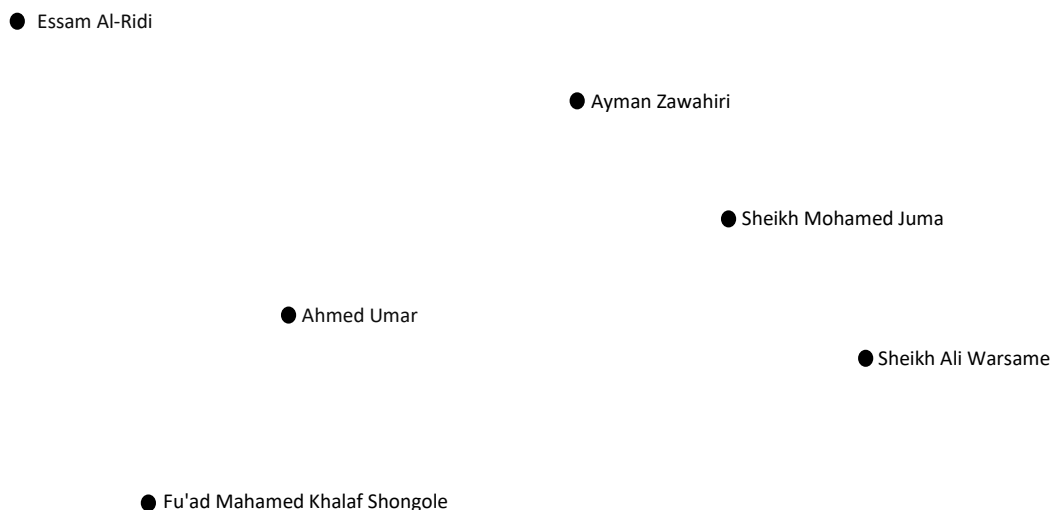 Essam Al-Ridi
Ayman Zawahiri
Sheikh Mohamed Juma
Ahmed Umar
Sheikh Ali Warsame
Fu'ad Mahamed Khalaf Shongole